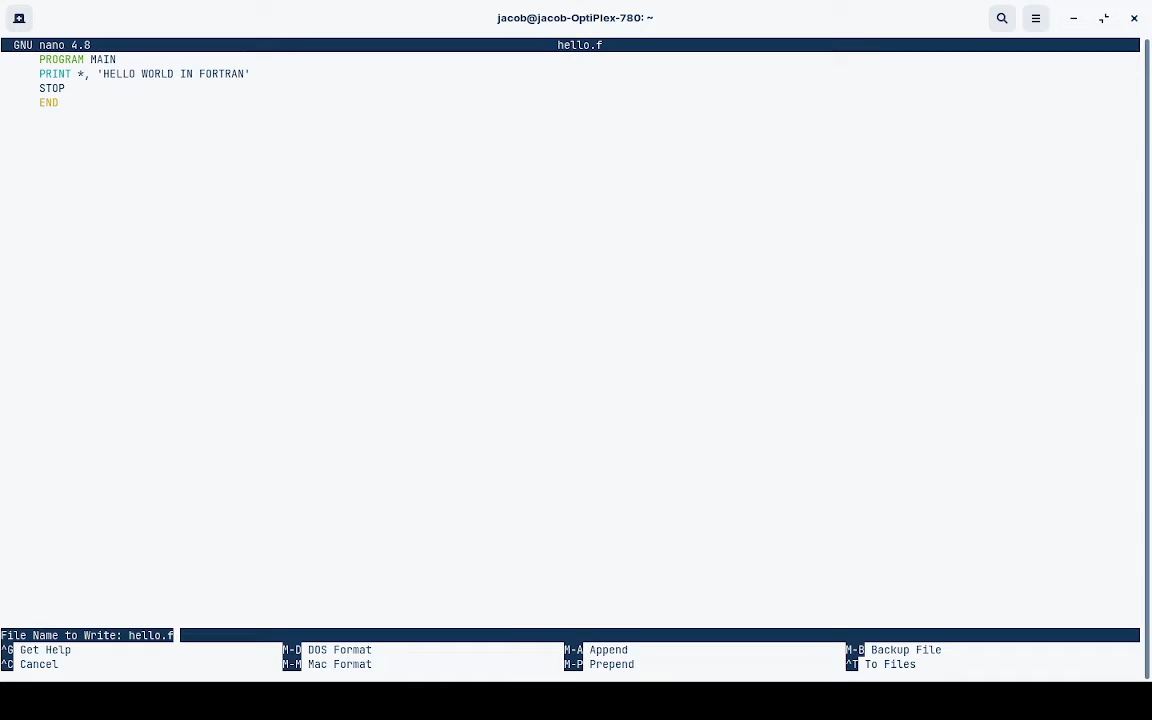 jacob@jacob-OptiPlex-780: ~
GNU nano 4.8 hello.f
PROGRAM MAIN
PRINT *, 'HELLO WORLD IN FORTRAN'
STOP
END
File Name to Write: hello.f
^G Get Help M-D DOS Format M-A Append M-B Backup File
^C Cancel M-M Mac Format M-P Prepend ^T To Files